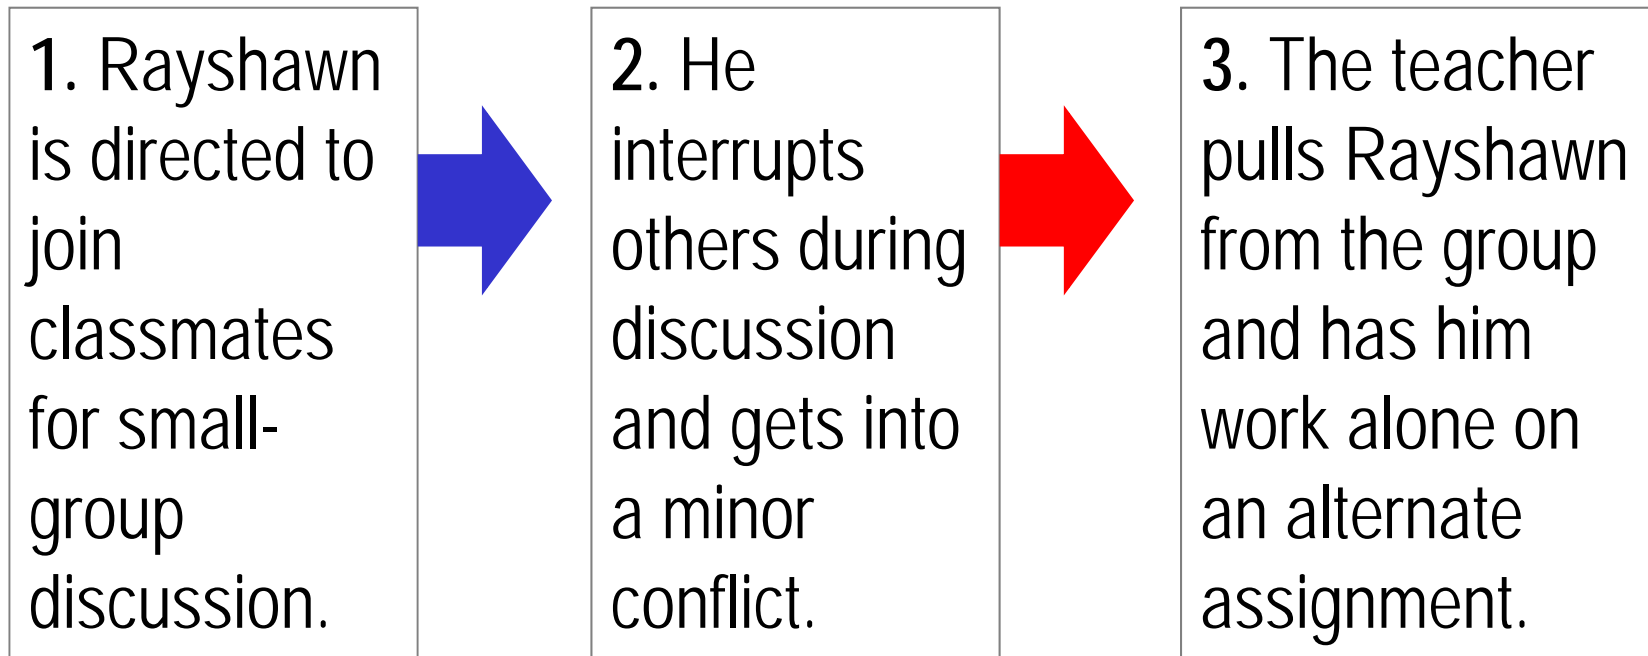 1. Rayshawn
is directed to
join
classmates
for small-
group
discussion.
2. He
interrupts
others during
discussion
and gets into
a minor
conflict.
3. The teacher
pulls Rayshawn
from the group
and has him
work alone on
an alternate
assignment.